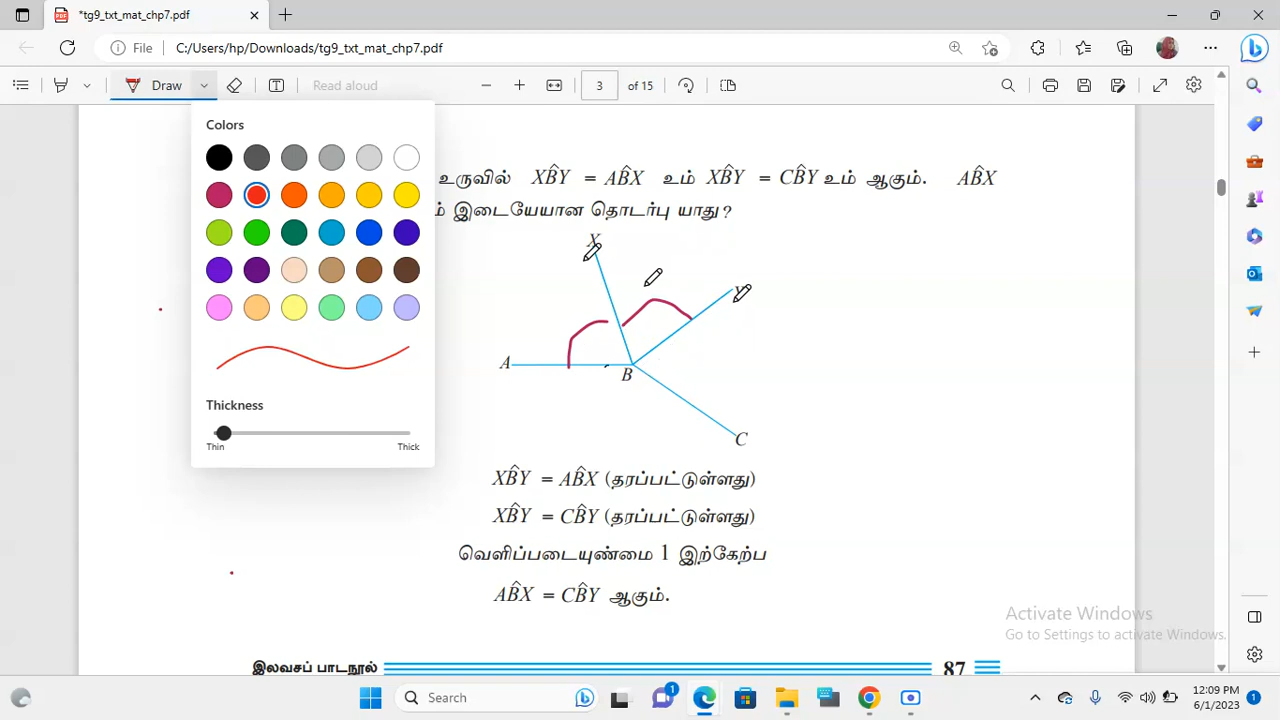 *tg9_txt_mat_chp7.pdf
File C:/Users/hp/Downloads/tg9_txt_mat_chp7.pdf
Draw Read aloud 3 of 15
Colors
Thickness
Thin Thick
உருவில் XB̂Y = AB̂X உம் XB̂Y = CB̂Y உம் ஆகும். AB̂X
இடையேயான தொடர்பு யாது?
X
Y
A
B
C
XB̂Y = AB̂X (தரப்பட்டுள்ளது)
XB̂Y = CB̂Y (தரப்பட்டுள்ளது)
வெளிப்படையுண்மை 1 இற்கேற்ப
AB̂X = CB̂Y ஆகும்.
Activate Windows
Go to Settings to activate Windows.
இலவசப் பாடநூல் 87
Search
1
12:09 PM
6/1/2023
1